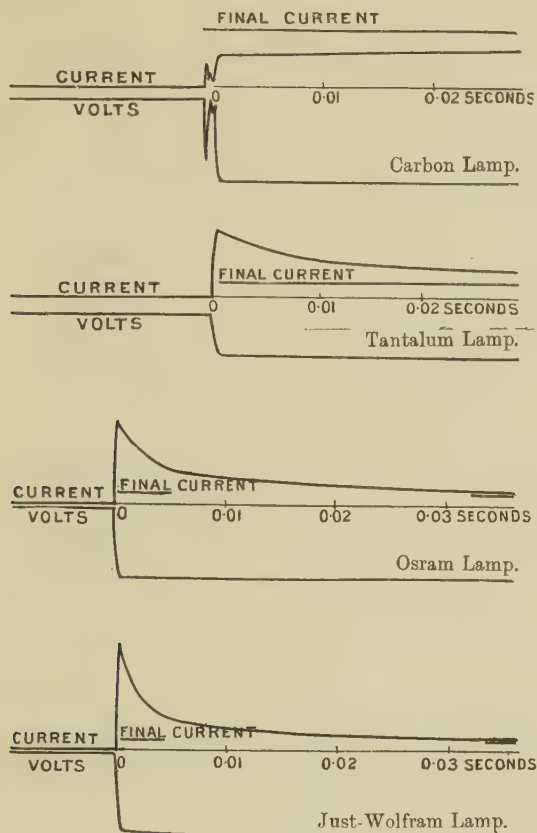 FINAL CURRENT
CURRENT
VOLTS
0 0·01 0·02 SECONDS
Carbon Lamp.
FINAL CURRENT
CURRENT
VOLTS
0 0·01 0·02 SECONDS
Tantalum Lamp.
CURRENT FINAL CURRENT
VOLTS 0 0·01 0·02 0·03 SECONDS
Osram Lamp.
CURRENT FINAL CURRENT
VOLTS 0 0·01 0·02 0·03 SECONDS
Just-Wolfram Lamp.